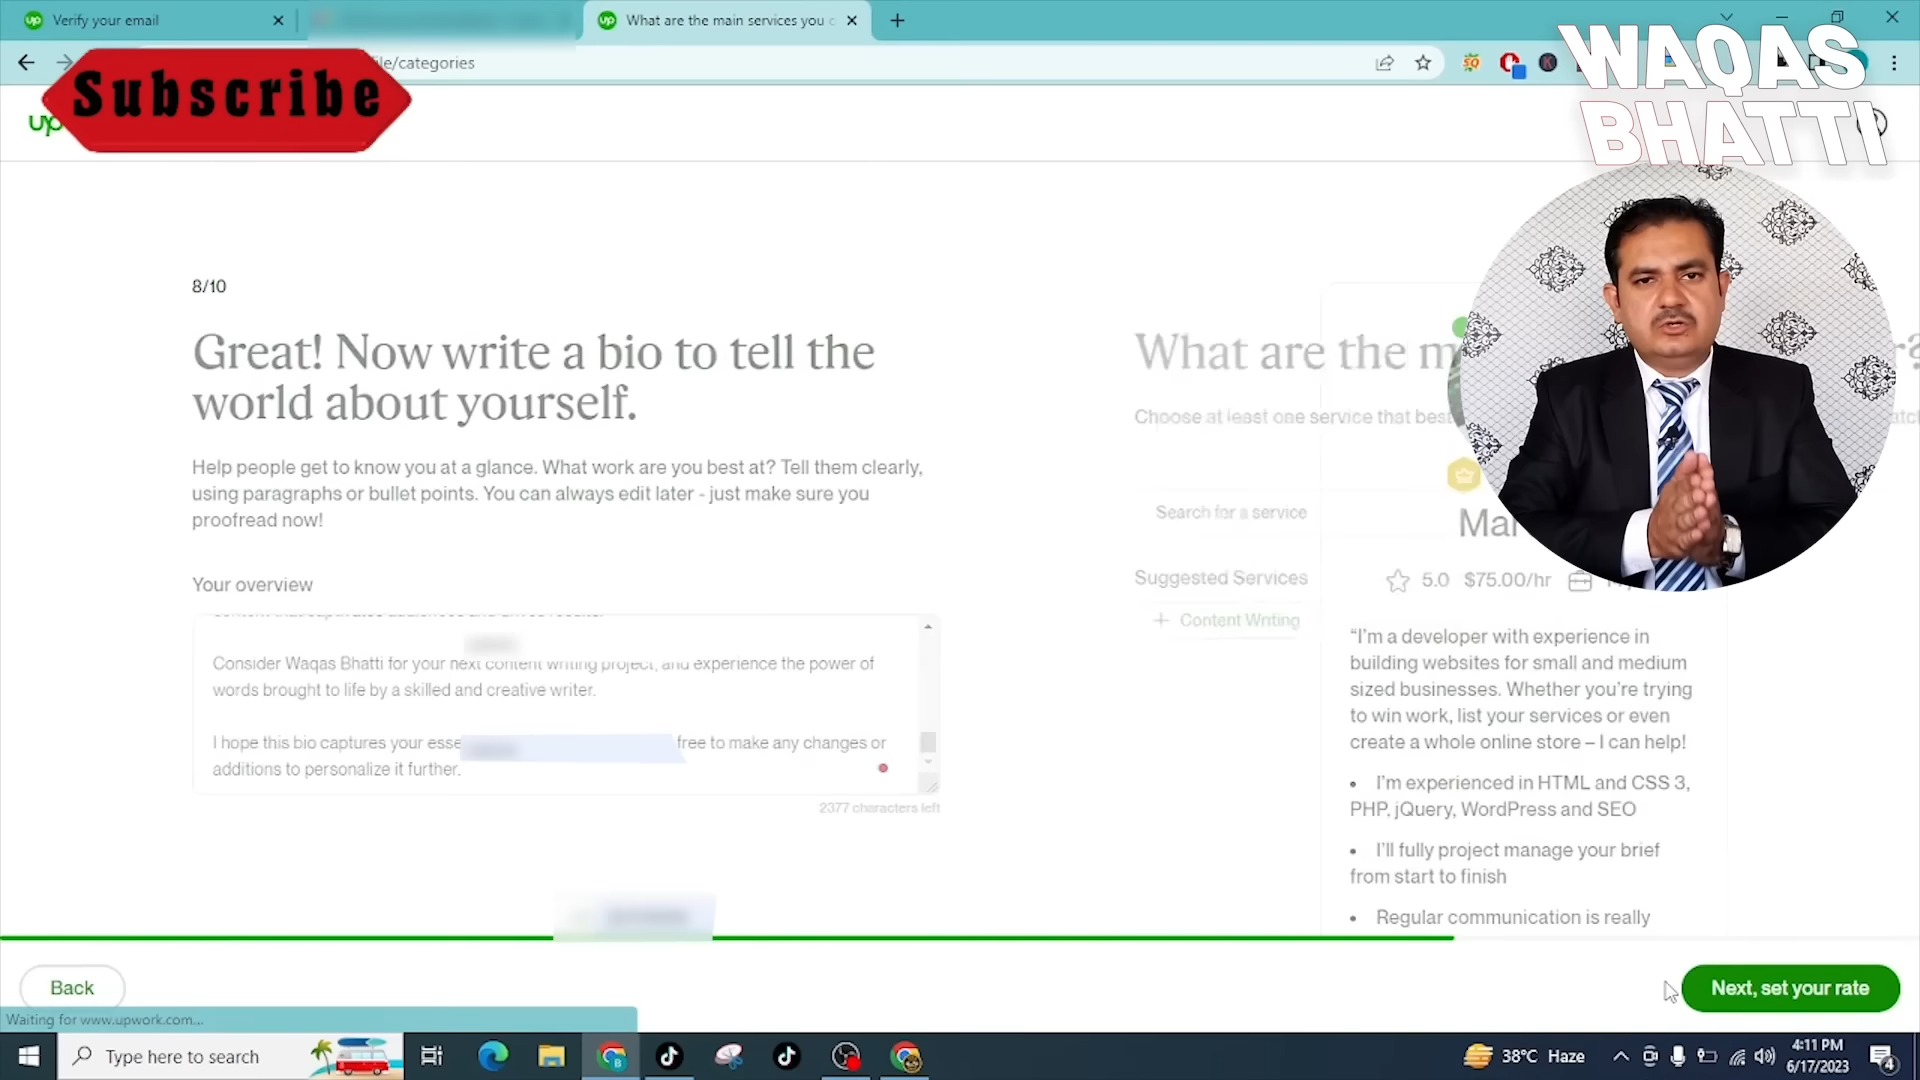 Verify your email
What are the main services you
ile/categories
Subscribe
WAQAS
BHATTI
up
8/10
Great! Now write a bio to tell the
world about yourself.
Help people get to know you at a glance. What work are you best at? Tell them clearly,
using paragraphs or bullet points. You can always edit later - just make sure you
proofread now!
Your overview
Consider Waqas Bhatti for your next content writing project, and experience the power of
words brought to life by a skilled and creative writer.
I hope this bio captures your esse free to make any changes or
additions to personalize it further.
2377 characters left
What are the m
Choose at least one service that best
Search for a service
Suggested Services
+ Content Writing
Mar
5.0 $75.00/hr
“I’m a developer with experience in
building websites for small and medium
sized businesses. Whether you’re trying
to win work, list your services or even
create a whole online store – I can help!
• I’m experienced in HTML and CSS 3,
PHP, jQuery, WordPress and SEO
• I’ll fully project manage your brief
from start to finish
• Regular communication is really
Back
Next, set your rate
Waiting for www.upwork.com...
Type here to search
38°C Haze
4:11 PM
6/17/2023
4